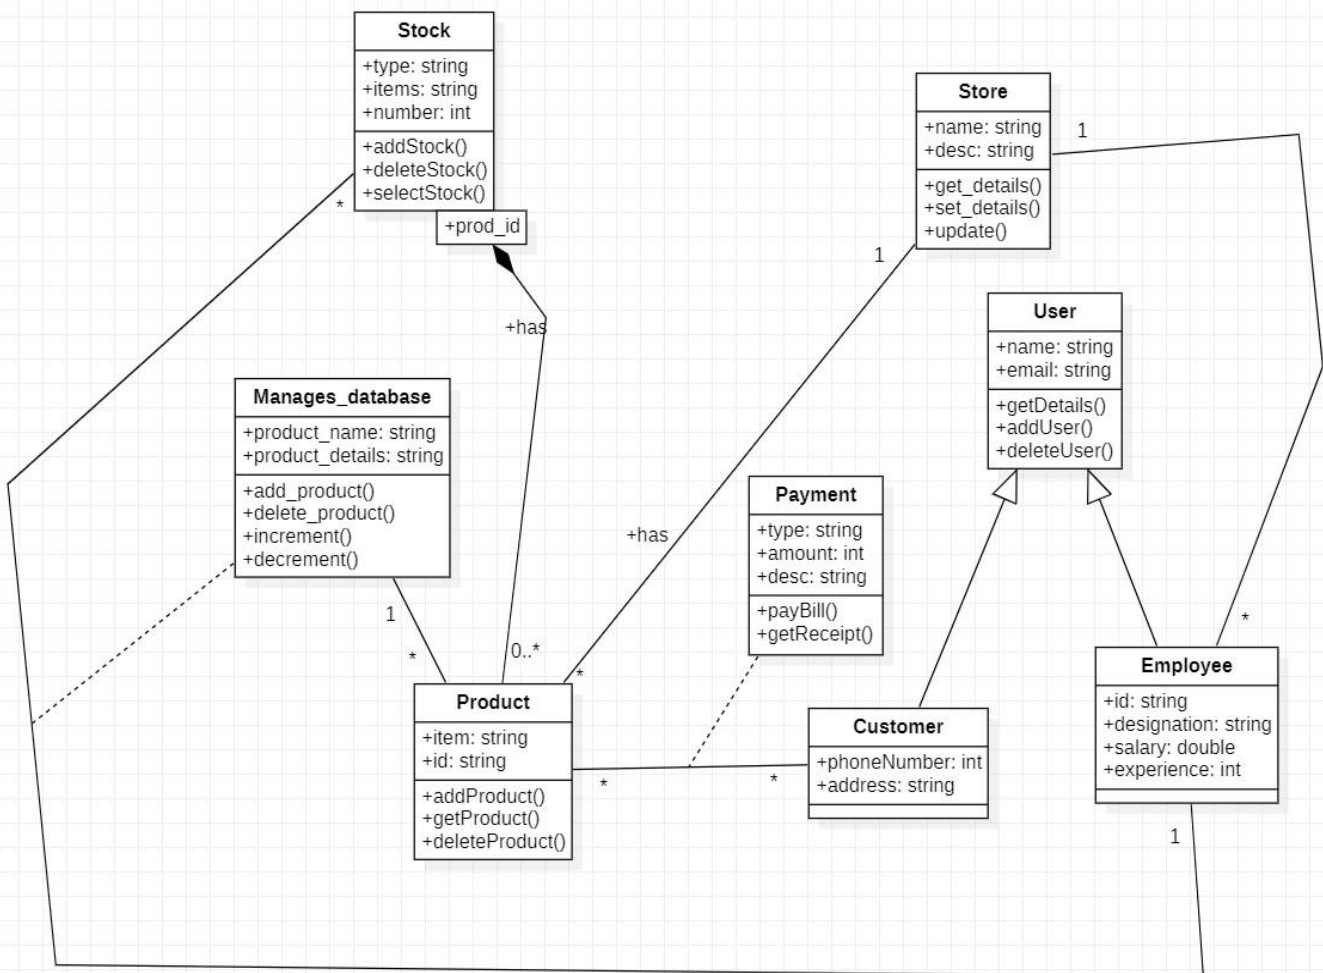 Stock
+type: string
+items: string
+number: int
+addStock()
+deleteStock()
+selectStock()
*
+prod_id
+has
Store
+name: string
+desc: string
+get_details()
+set_details()
+update()
1
1
User
+name: string
+email: string
+getDetails()
+addUser()
+deleteUser()
Manages_database
+product_name: string
+product_details: string
+add_product()
+delete_product()
+increment()
+decrement()
1
*
0..*
+has
*
Payment
+type: string
+amount: int
+desc: string
+payBill()
+getReceipt()
*
Product
+item: string
+id: string
+addProduct()
+getProduct()
+deleteProduct()
*
*
Customer
+phoneNumber: int
+address: string
Employee
+id: string
+designation: string
+salary: double
+experience: int
1